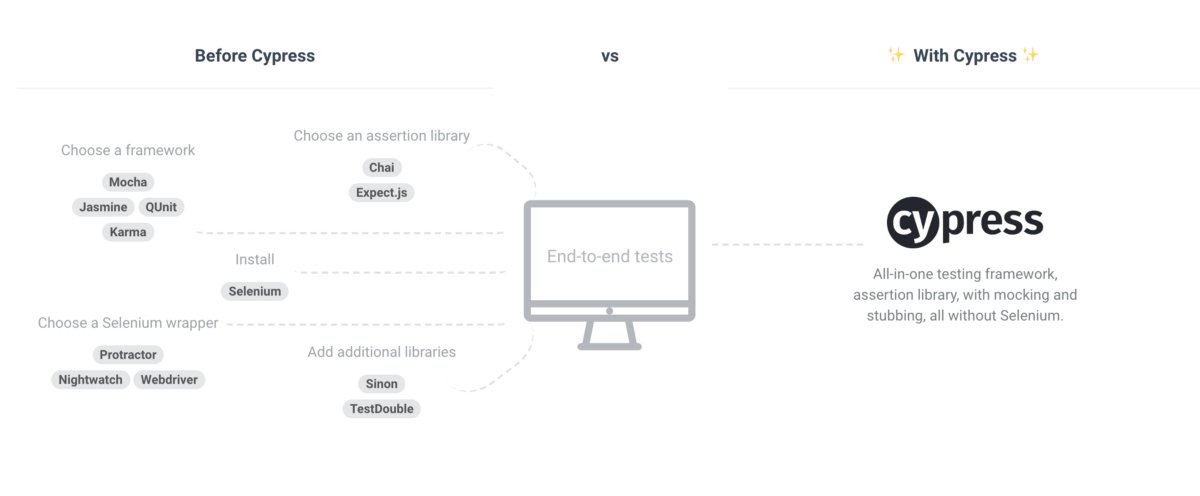 Before Cypress
vs
✨ With Cypress ✨
Choose a framework
Mocha
Jasmine QUnit
Karma
Choose an assertion library
Chai
Expect.js
Install
Selenium
Choose a Selenium wrapper
Protractor
Nightwatch Webdriver
Add additional libraries
Sinon
TestDouble
End-to-end tests
cypress
All-in-one testing framework,
assertion library, with mocking and
stubbing, all without Selenium.